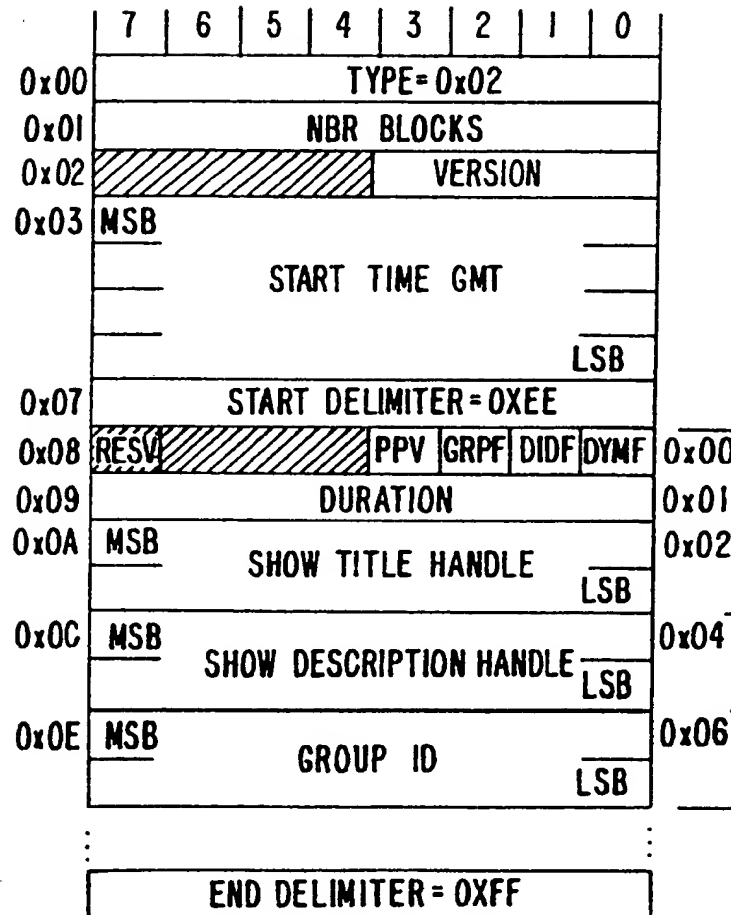 7 6 5 4 3 2 1 0
0x00 TYPE=0x02
0x01 NBR BLOCKS
0x02 VERSION
0x03 MSB
START TIME GMT
LSB
0x07 START DELIMITER=0XEE
0x08 RESV PPV GRPF DIDF DYMF 0x00
0x09 DURATION 0x01
0x0A MSB 0x02
SHOW TITLE HANDLE
LSB
0x0C MSB 0x04
SHOW DESCRIPTION HANDLE
LSB
0x0E MSB 0x06
GROUP ID
LSB
END DELIMITER= 0XFF